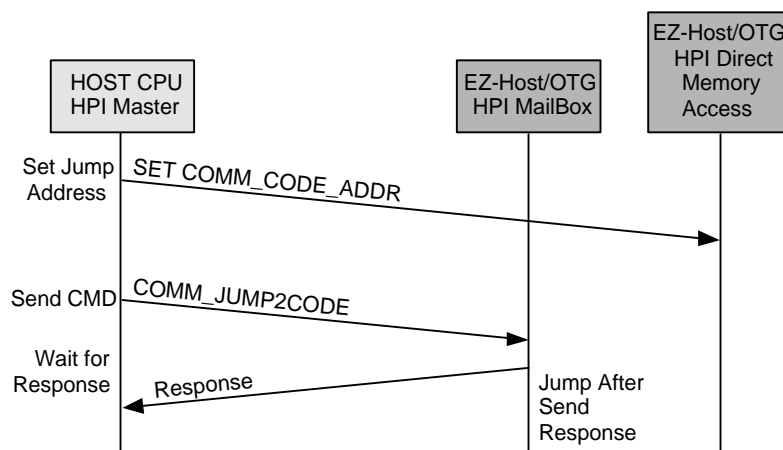 HOST CPU
HPI Master
EZ-Host/OTG
HPI MailBox
EZ-Host/OTG
HPI Direct
Memory
Access
Set Jump
Address
SET COMM_CODE_ADDR
Send CMD
COMM_JUMP2CODE
Wait for
Response
Response
Jump After
Send
Response